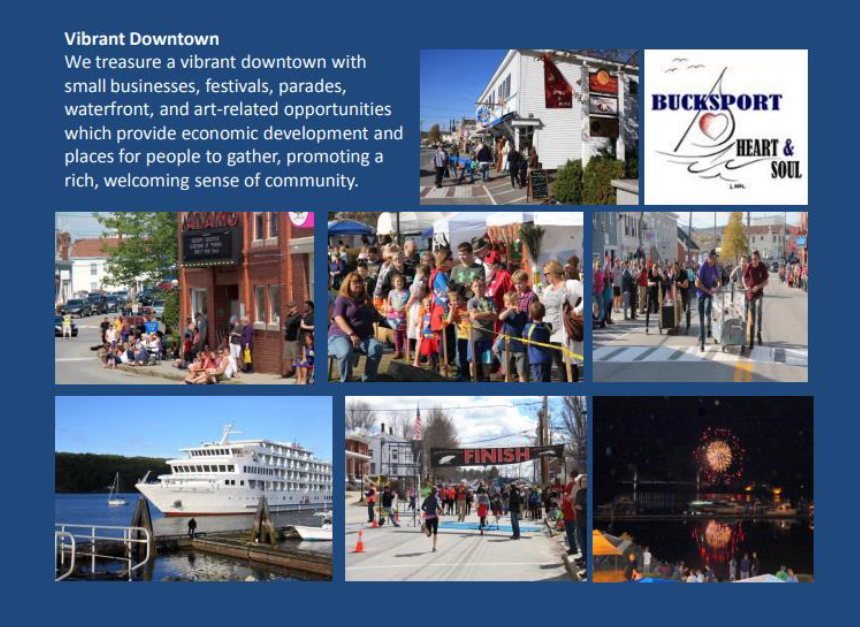 Vibrant Downtown
We treasure a vibrant downtown with
small businesses, festivals, parades,
waterfront, and art-related opportunities
which provide economic development and
places for people to gather, promoting a
rich, welcoming sense of community.
BUCKSPORT
HEART &
SOUL
ALAMO
FINISH